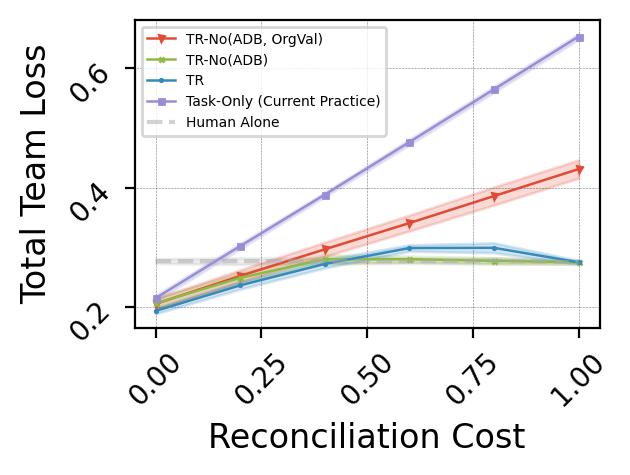 TR-No(ADB, OrgVal)
TR-No(ADB)
TR
Task-Only (Current Practice)
Human Alone
Total Team Loss
0.6
0.4
0.2
0.00
0.25
0.50
0.75
1.00
Reconciliation Cost